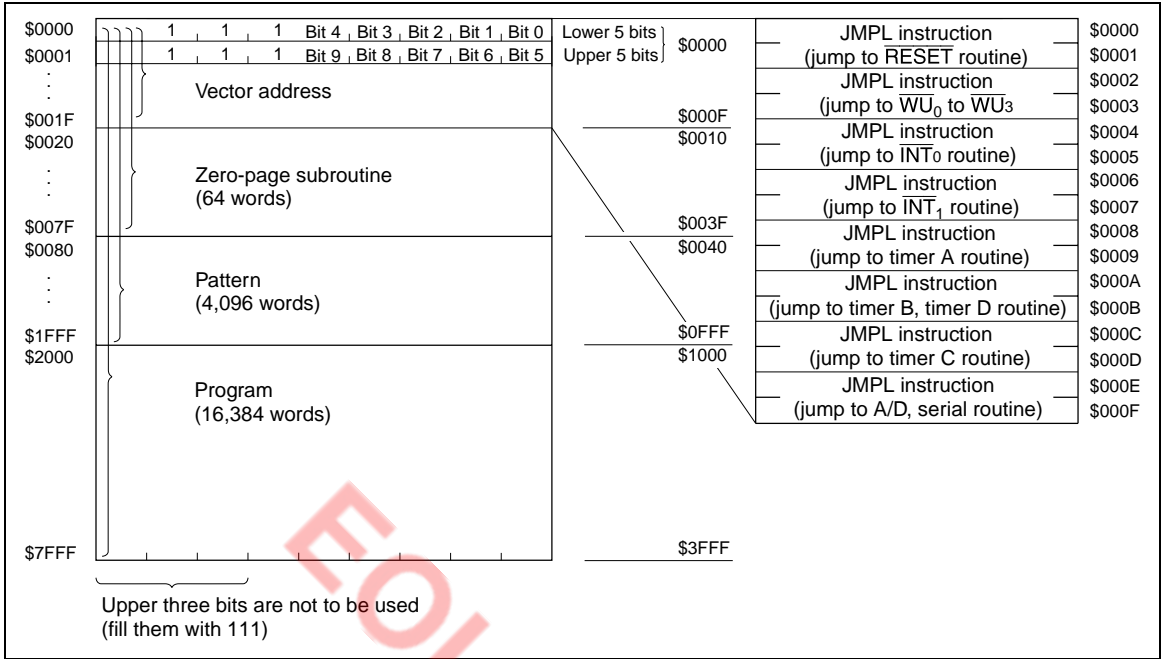 $0000 1 1 1 Bit 4 Bit 3 Bit 2 Bit 1 Bit 0 Lower 5 bits
$0001 1 1 1 Bit 9 Bit 8 Bit 7 Bit 6 Bit 5 Upper 5 bits
$0000
Vector address
$001F
$000F
$0020
$0010
Zero-page subroutine
(64 words)
$007F
$003F
$0080
$0040
Pattern
(4,096 words)
$1FFF
$0FFF
$2000
$1000
Program
(16,384 words)
$7FFF
$3FFF
Upper three bits are not to be used
(fill them with 111)
JMPL instruction $0000
(jump to RESET routine) $0001
JMPL instruction $0002
(jump to WU0 to WU3 $0003
JMPL instruction $0004
(jump to INT0 routine) $0005
JMPL instruction $0006
(jump to INT1 routine) $0007
JMPL instruction $0008
(jump to timer A routine) $0009
JMPL instruction $000A
(jump to timer B, timer D routine) $000B
JMPL instruction $000C
(jump to timer C routine) $000D
JMPL instruction $000E
(jump to A/D, serial routine) $000F